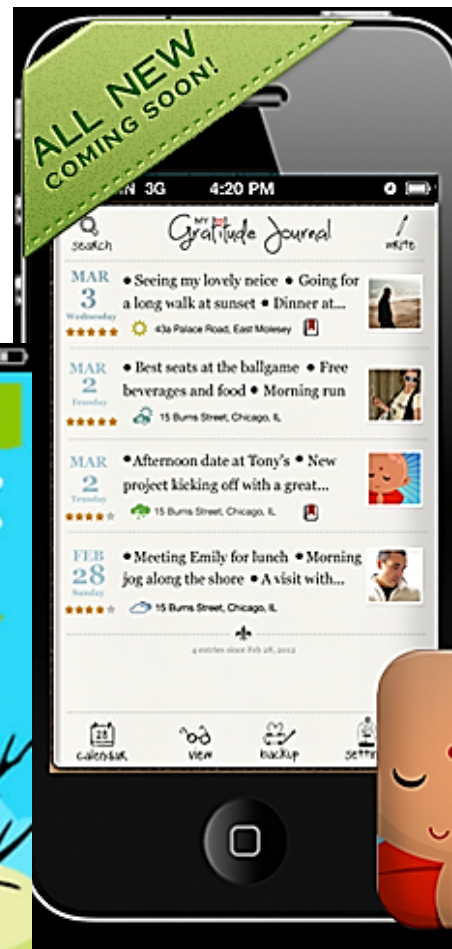 ALL NEW
COMING SOON!
3G 4:20 PM
search
MY
Gratitude Journal
write
MAR
3
Wednesday
• Seeing my lovely neice • Going for
a long walk at sunset • Dinner at...
43a Palace Road, East Molesey
MAR
2
Tuesday
• Best seats at the ballgame • Free
beverages and food • Morning run
15 Burns Street, Chicago, IL
MAR
2
Tuesday
• Afternoon date at Tony's • New
project kicking off with a great...
15 Burns Street, Chicago, IL
FEB
28
Sunday
• Meeting Emily for lunch • Morning
jog along the shore • A visit with...
15 Burns Street, Chicago, IL
4 entries since Feb 28, 2012
28
calendar
view
backup
settin